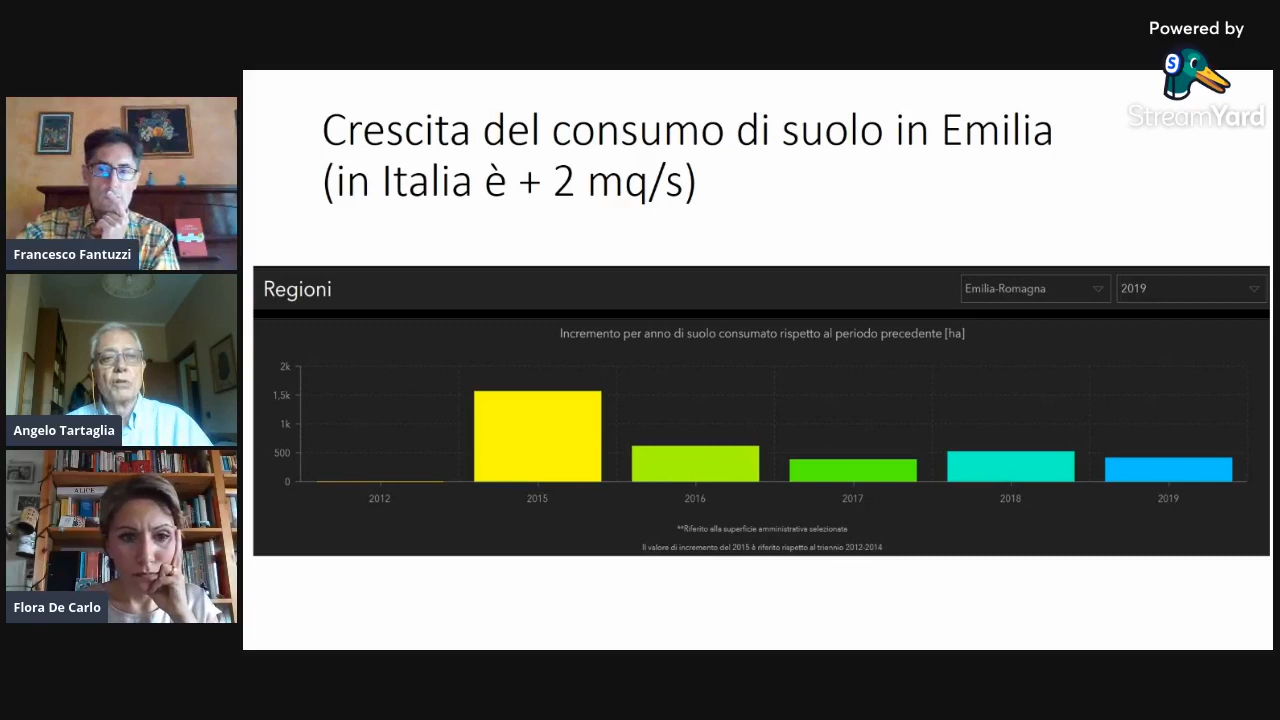 Powered by
StreamYard
Crescita del consumo di suolo in Emilia
(in Italia è + 2 mq/s)
Francesco Fantuzzi
Angelo Tartaglia
ALICE
Flora De Carlo
Regioni
Emilia-Romagna
2019
Incremento per anno di suolo consumato rispetto al periodo precedente [ha]
2k
1,5k
1k
500
0
2012 2015 2016 2017 2018 2019
**Riferito alla superficie amministrativa selezionata
Il valore di incremento del 2015 è riferito rispetto al triennio 2012-2014